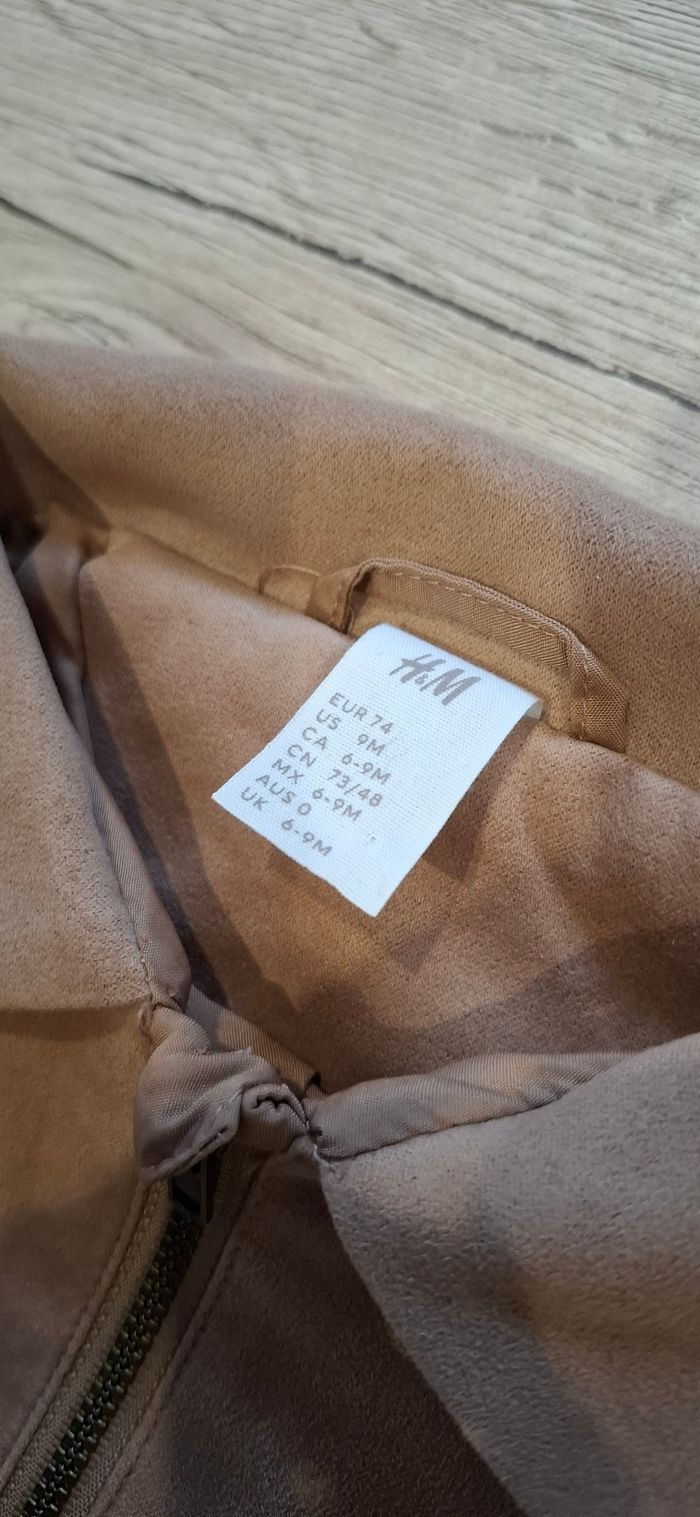 H&M
EUR 74
US 9M
CA 6-9M
CN 73/48
MX 6-9M
AUS 0
UK 6-9M